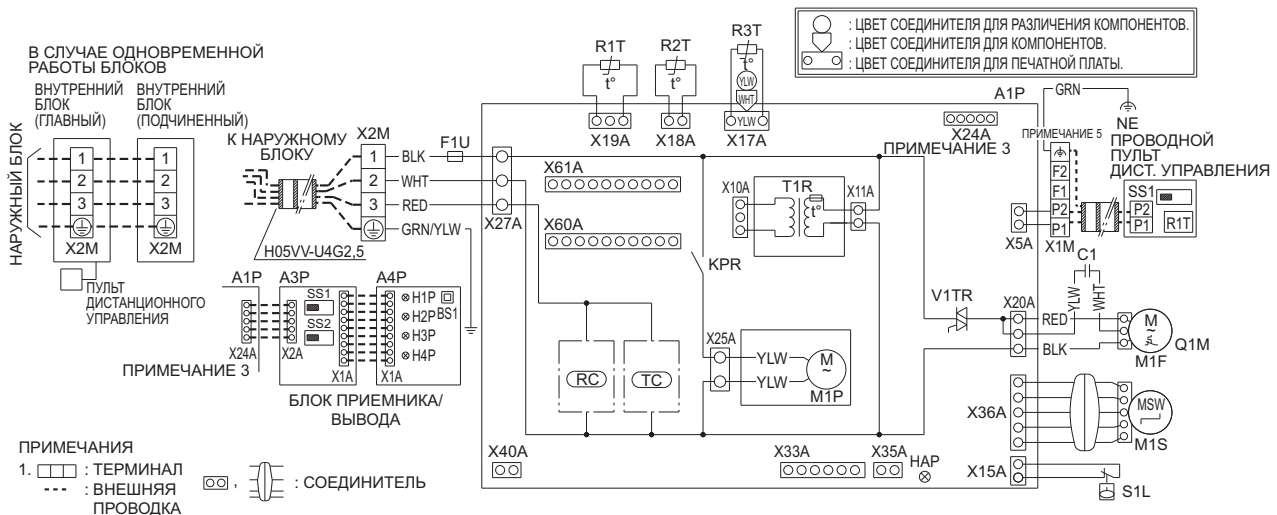 R1T
R2T
R3T
t°
t°
t°
YLW
WHT
YLW
X19A
X18A
X17A
: ЦВЕТ СОЕДИНИТЕЛЯ ДЛЯ РАЗЛИЧЕНИЯ КОМПОНЕНТОВ.
: ЦВЕТ СОЕДИНИТЕЛЯ ДЛЯ КОМПОНЕНТОВ.
: ЦВЕТ СОЕДИНИТЕЛЯ ДЛЯ ПЕЧАТНОЙ ПЛАТЫ.
В СЛУЧАЕ ОДНОВРЕМЕННОЙ
РАБОТЫ БЛОКОВ
ВНУТРЕННИЙ
БЛОК
(ГЛАВНЫЙ)
ВНУТРЕННИЙ
БЛОК
(ПОДЧИНЕННЫЙ)
НАРУЖНЫЙ БЛОК
1
2
3
X2M
1
2
3
X2M
ПУЛЬТ
ДИСТАНЦИОННОГО
УПРАВЛЕНИЯ
К НАРУЖНОМУ
БЛОКУ
H05VV-U4G2,5
X2M
1
2
3
BLK
WHT
RED
GRN/YLW
F1U
X27A
A1P
X24A
ПРИМЕЧАНИЕ 3
X61A
X60A
X10A
T1R
t°
X11A
KPR
RC
TC
X25A
YLW
YLW
M
~
M1P
V1TR
X40A
X33A
X35A
HAP
GRN
NE
ПРИМЕЧАНИЕ 5
F2
F1
P2
P1
X1M
X5A
ПРОВОДНОЙ
ПУЛЬТ
ДИСТ. УПРАВЛЕНИЯ
SS1
P2
P1
R1T
C1
YLW
WHT
X20A
RED
BLK
M
~
Q1M
M1F
X36A
MSW
M1S
X15A
S1L
A1P
A3P
A4P
SS1
SS2
H1P
H2P
H3P
H4P
BS1
X24A
X2A
X1A
X1A
ПРИМЕЧАНИЕ 3
БЛОК ПРИЕМНИКА/
ВЫВОДА
ПРИМЕЧАНИЯ
1. : ТЕРМИНАЛ
: ВНЕШНЯЯ
ПРОВОДКА
, : СОЕДИНИТЕЛЬ